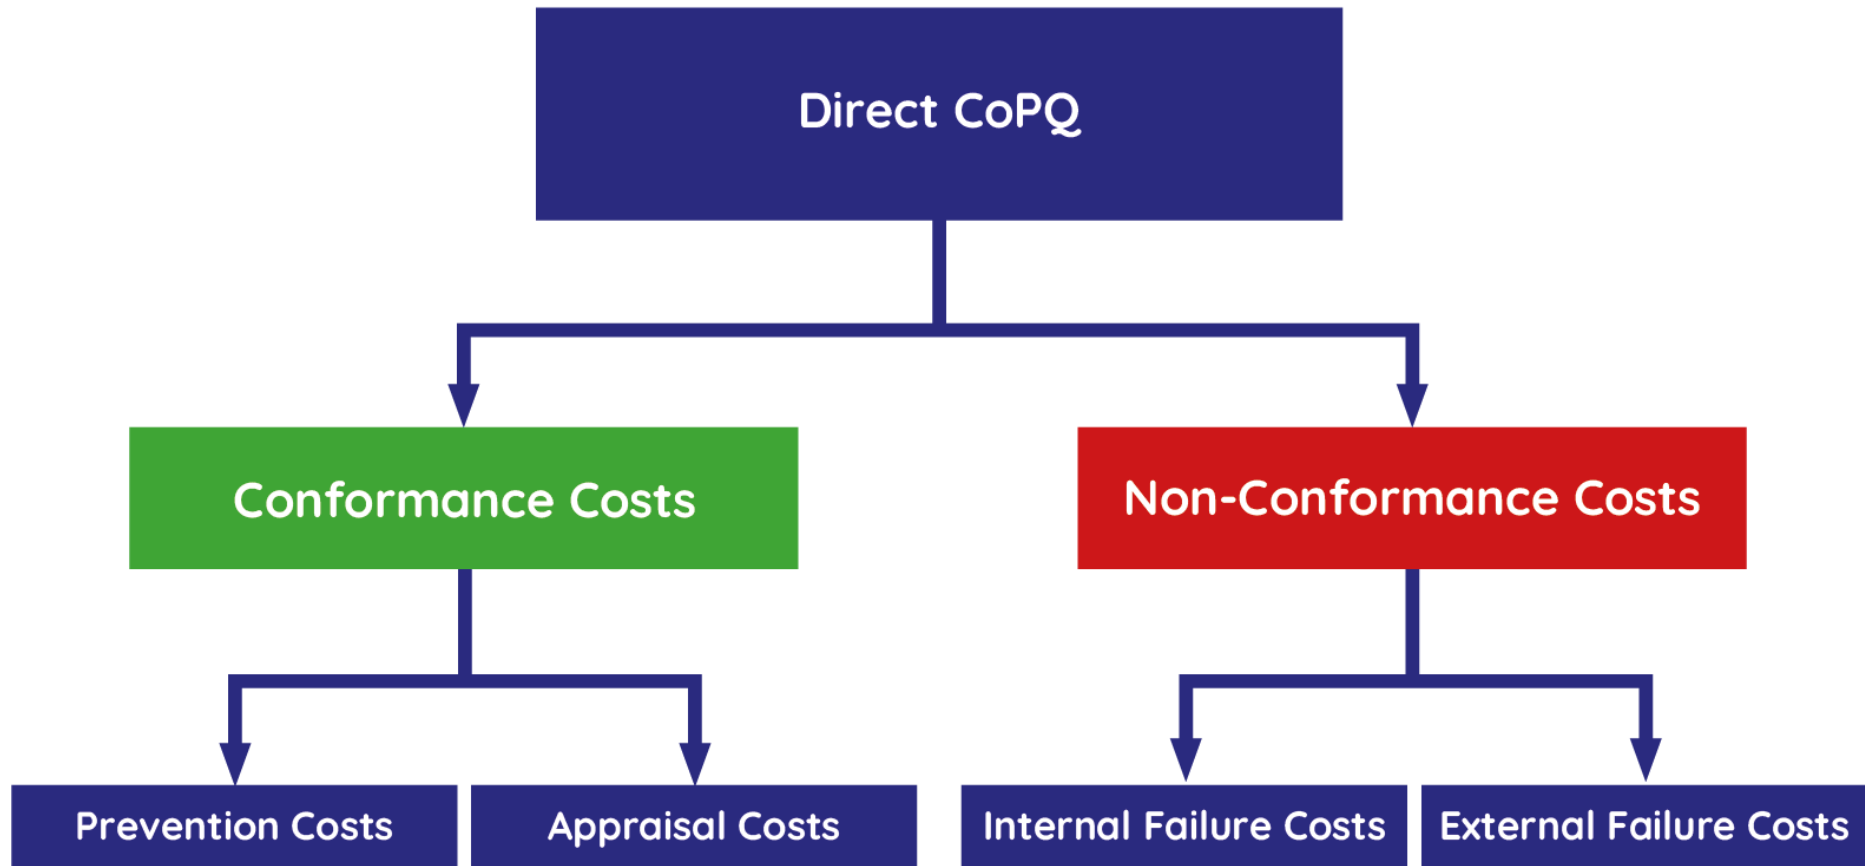 Direct CoPQ
Conformance Costs
Non-Conformance Costs
Prevention Costs
Appraisal Costs
Internal Failure Costs
External Failure Costs